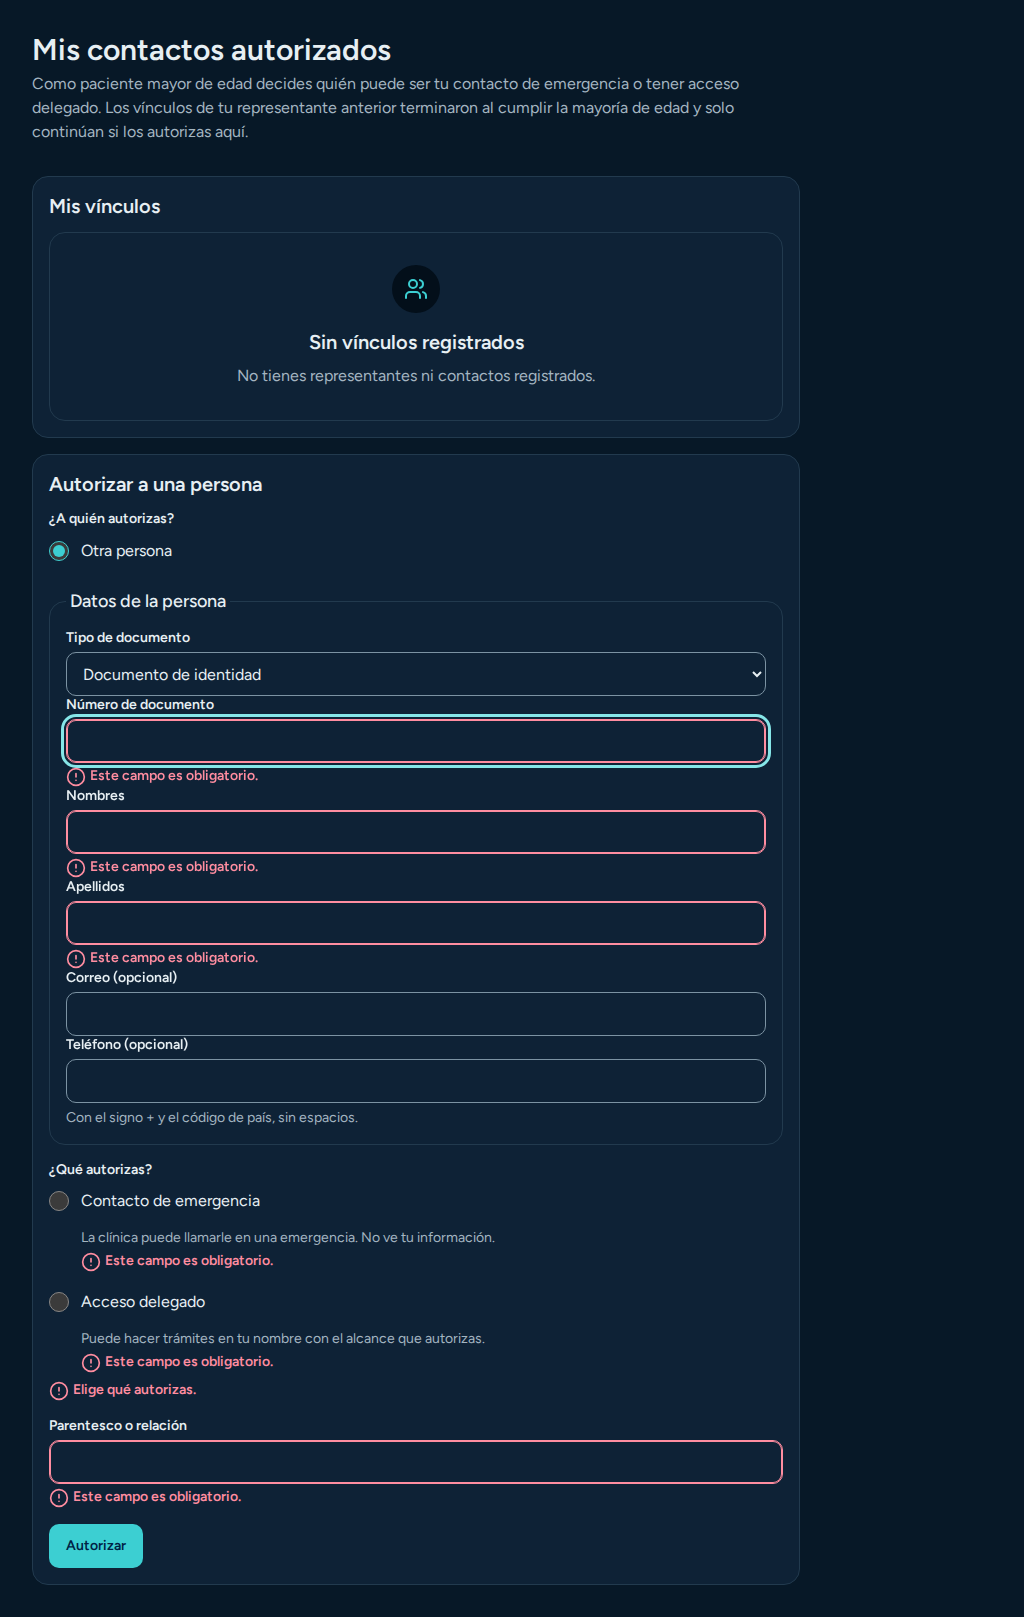 Mis contactos autorizados
Como paciente mayor de edad decides quién puede ser tu contacto de emergencia o tener acceso
delegado. Los vínculos de tu representante anterior terminaron al cumplir la mayoría de edad y solo
continúan si los autorizas aquí.
Mis vínculos
Sin vínculos registrados
No tienes representantes ni contactos registrados.
Autorizar a una persona
¿A quién autorizas?
Otra persona
Datos de la persona
Tipo de documento
Documento de identidad
Número de documento
Este campo es obligatorio.
Nombres
Este campo es obligatorio.
Apellidos
Este campo es obligatorio.
Correo (opcional)
Teléfono (opcional)
Con el signo + y el código de país, sin espacios.
¿Qué autorizas?
Contacto de emergencia
La clínica puede llamarle en una emergencia. No ve tu información.
Este campo es obligatorio.
Acceso delegado
Puede hacer trámites en tu nombre con el alcance que autorizas.
Este campo es obligatorio.
Elige qué autorizas.
Parentesco o relación
Este campo es obligatorio.
Autorizar